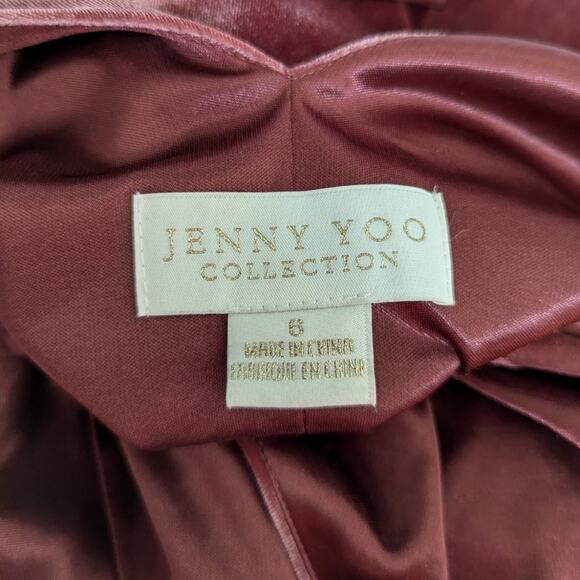 JENNY YOO
COLLECTION
6
MADE IN CHINA
FABRIQUE EN CHINE